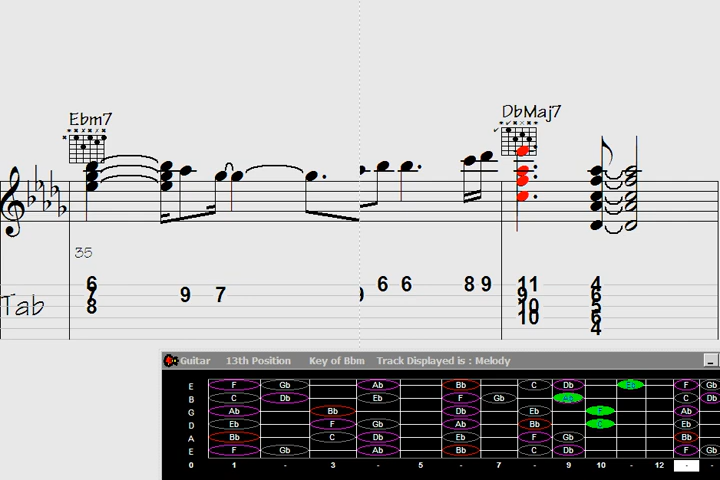 Ebm7 DbMaj7
35
6 9 7 9 6 6 8 9 11 4
7 9 6
8 10 5
10 6
4
Tab
Guitar 13th Position Key of Bbm Track Displayed is : Melody
E F Gb Ab Bb C Db Eb F Gb
B C Db Eb F Gb Ab C Db
G Ab Bb Db Eb F Ab
D Eb F Gb Ab Bb C Eb
A Bb C Db Eb F Gb Bb
E F Gb Ab Bb C Db F Gb
0 1 - 3 - 5 - 7 - 9 10 - 12 - -